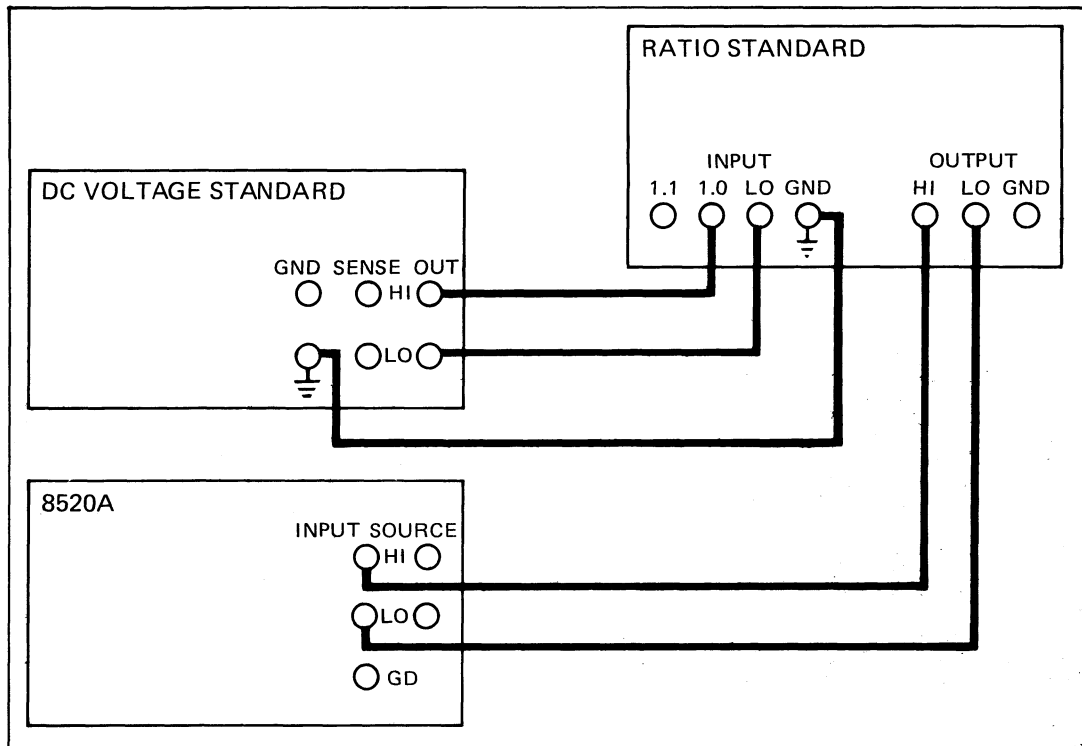 RATIO STANDARD
INPUT OUTPUT
1.1 1.0 LO GND HI LO GND
DC VOLTAGE STANDARD
GND SENSE OUT
HI
LO
8520A
INPUT SOURCE
HI
LO
GD